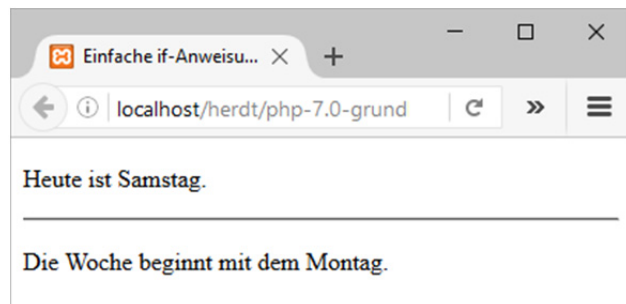 Einfache if-Anweisu...
localhost/herdt/php-7.0-grund
Heute ist Samstag.
Die Woche beginnt mit dem Montag.